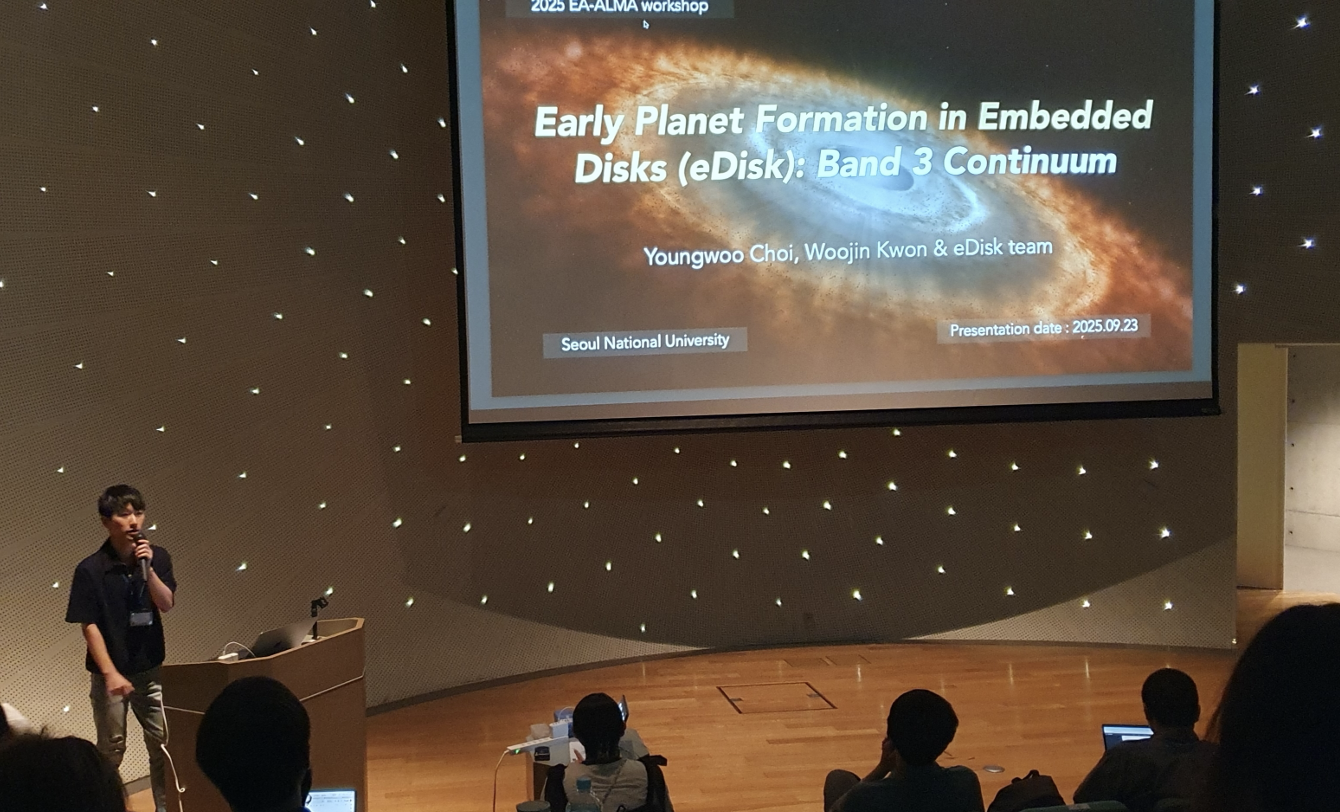 2025 EA-ALMA workshop
Early Planet Formation in Embedded
Disks (eDisk): Band 3 Continuum
Youngwoo Choi, Woojin Kwon & eDisk team
Seoul National University
Presentation date : 2025.09.23